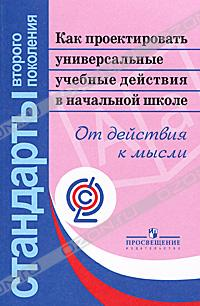 стандарты
второго
поколения
Как проектировать
универсальные
учебные действия
в начальной школе
От действия
к мысли
ПРОСВЕЩЕНИЕ
ИЗДАТЕЛЬСТВО